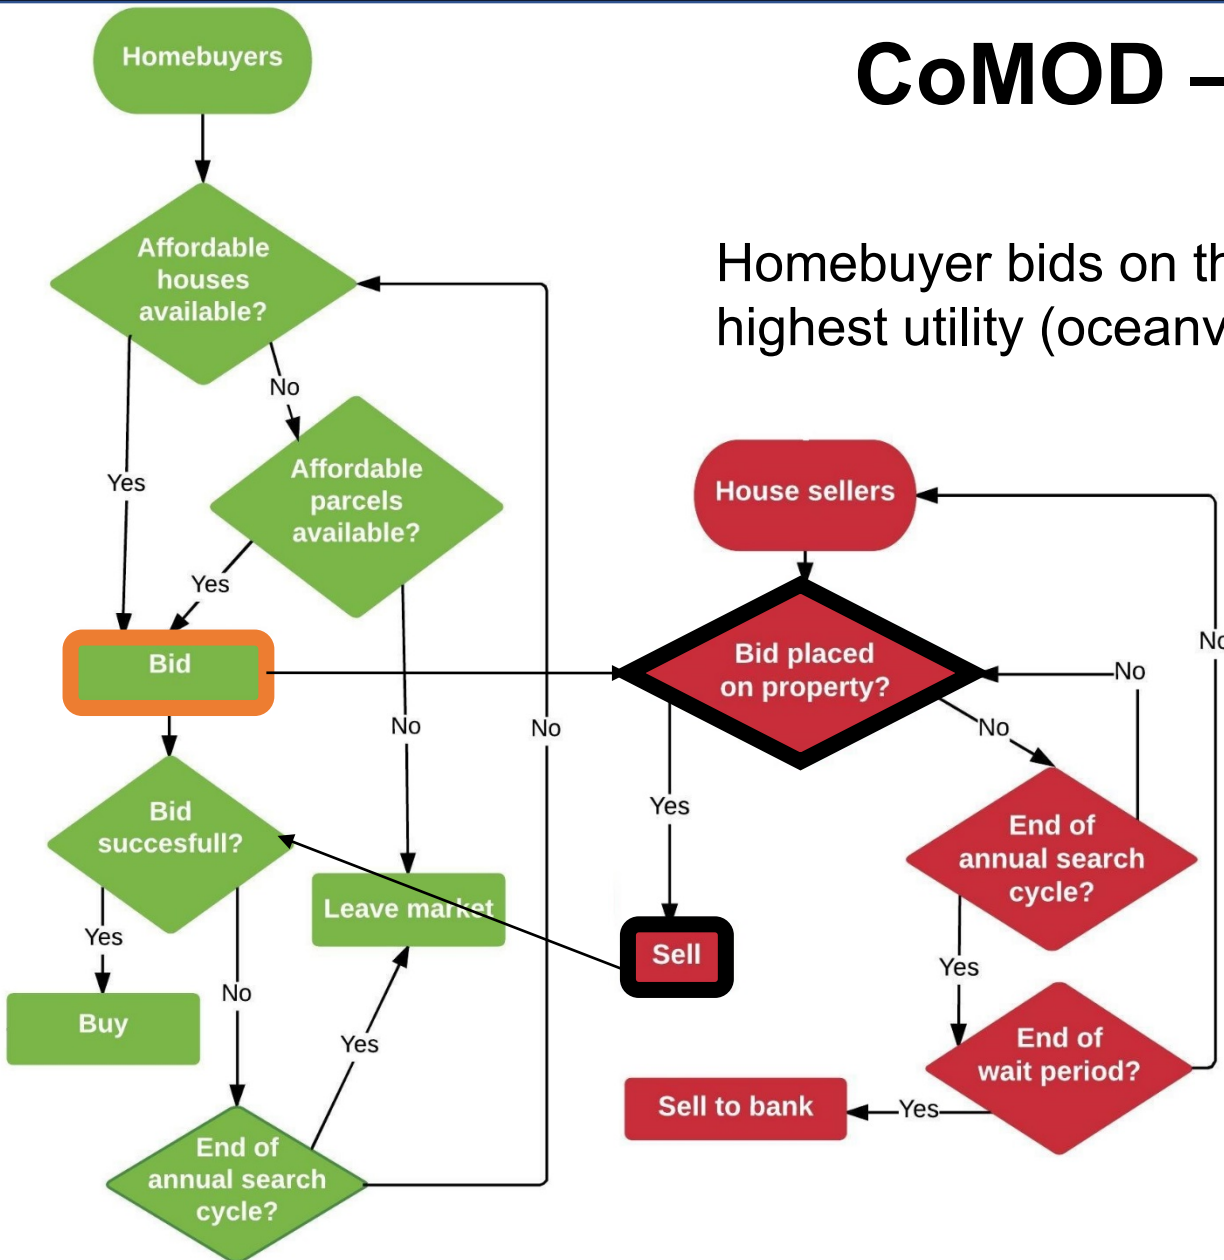 CoMOD –
Homebuyers
Affordable
houses
available?
Homebuyer bids on th
highest utility (oceanv
No
Affordable
parcels
available?
Yes
House sellers
Yes
Bid
Bid placed
on property?
No
No
No
No
No
Bid
succesfull?
Yes
End of
annual search
cycle?
Leave market
Yes
Sell
Yes
No
Buy
Yes
End of
wait period?
Sell to bank
Yes
End of
annual search
cycle?